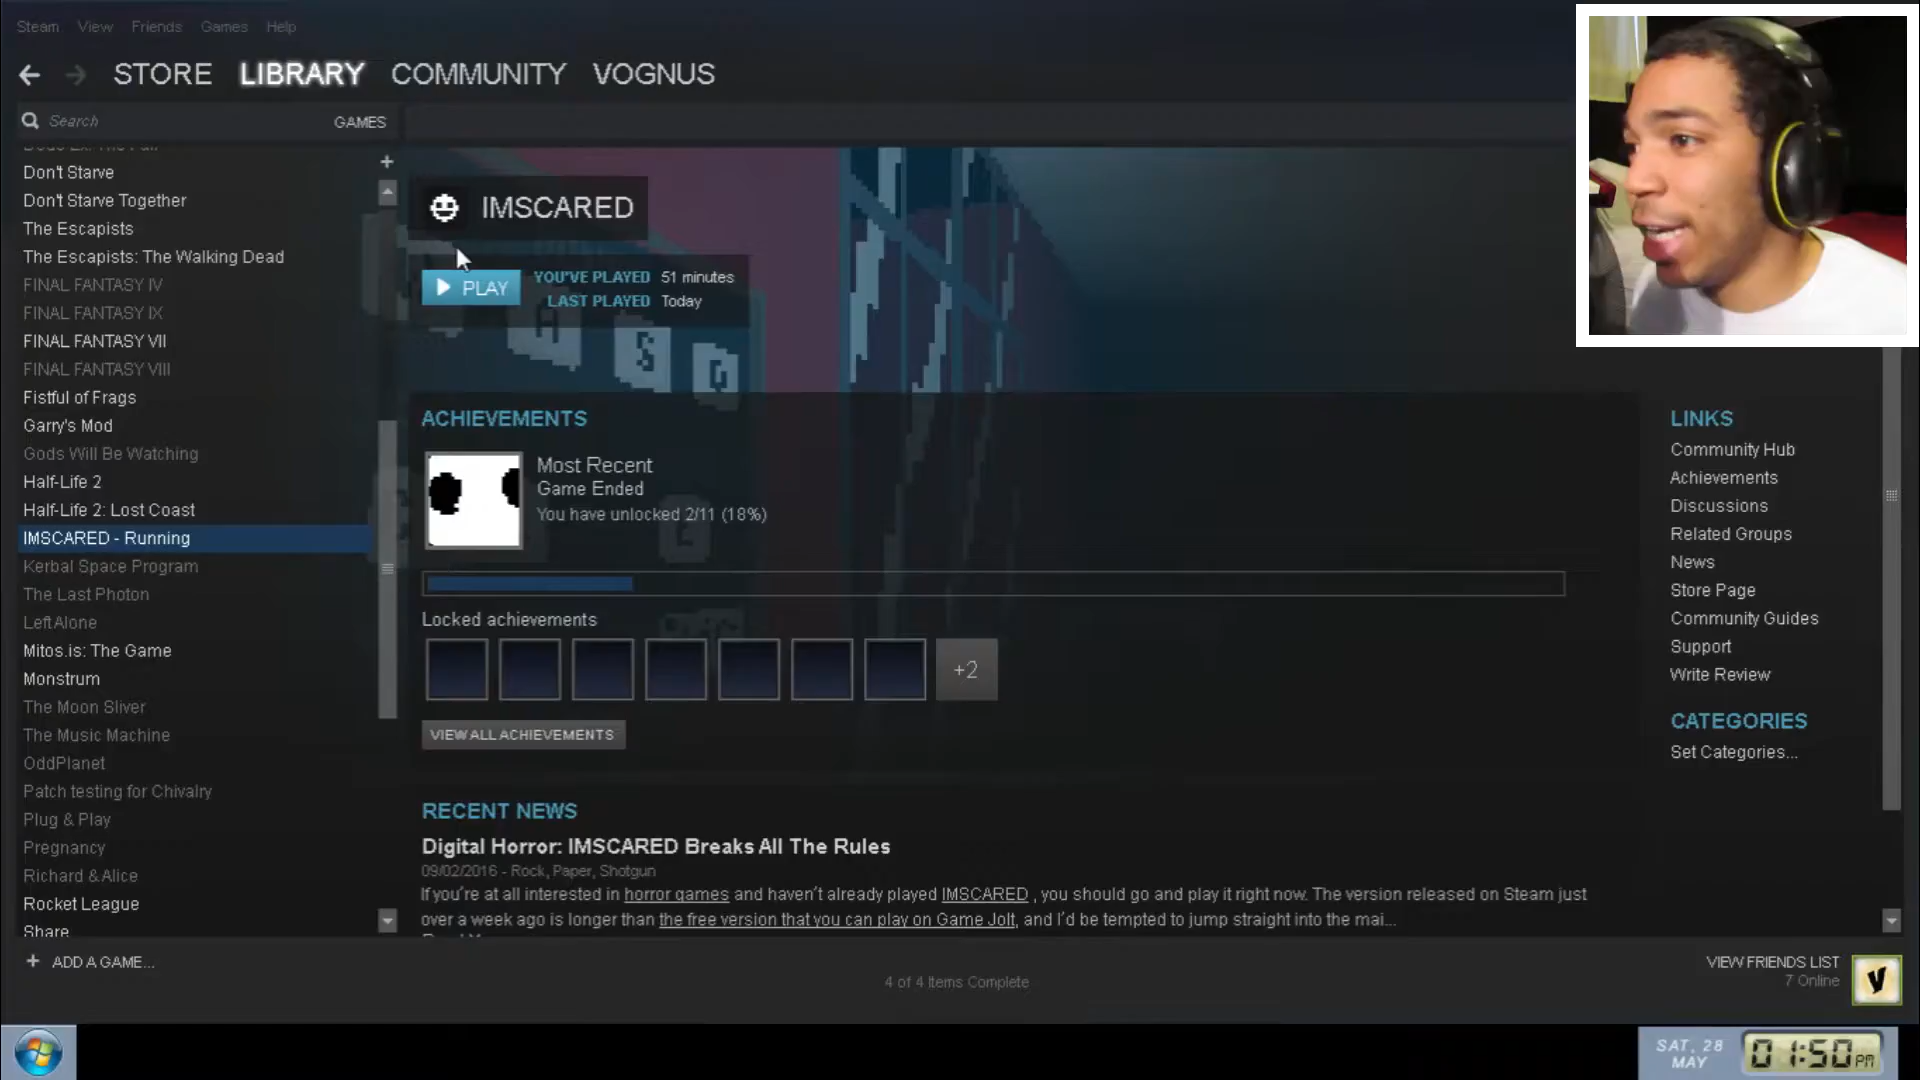 Steam View Friends Games Help
STORE LIBRARY COMMUNITY VOGNUS
Search GAMES
Don't Starve
Don't Starve Together
The Escapists
The Escapists: The Walking Dead
FINAL FANTASY IV
FINAL FANTASY IX
FINAL FANTASY VII
FINAL FANTASY VIII
Fistful of Frags
Garry's Mod
Gods Will Be Watching
Half-Life 2
Half-Life 2: Lost Coast
IMSCARED - Running
Kerbal Space Program
The Last Photon
Left Alone
Mitos.is: The Game
Monstrum
The Moon Sliver
The Music Machine
OddPlanet
Patch testing for Chivalry
Plug & Play
Pregnancy
Richard & Alice
Rocket League
Share
+ ADD A GAME...
IMSCARED
PLAY
YOU'VE PLAYED 51 minutes
LAST PLAYED Today
ACHIEVEMENTS
Most Recent
Game Ended
You have unlocked 2/11 (18%)
Locked achievements
+2
VIEW ALL ACHIEVEMENTS
RECENT NEWS
Digital Horror: IMSCARED Breaks All The Rules
09/02/2016 - Rock, Paper, Shotgun
If you're at all interested in horror games and haven't already played IMSCARED , you should go and play it right now. The version released on Steam just
over a week ago is longer than the free version that you can play on Game Jolt, and I'd be tempted to jump straight into the mai...
LINKS
Community Hub
Achievements
Discussions
Related Groups
News
Store Page
Community Guides
Support
Write Review
CATEGORIES
Set Categories...
4 of 4 Items Complete
VIEW FRIENDS LIST
7 Online
SAT, 28
MAY
01:50 PM